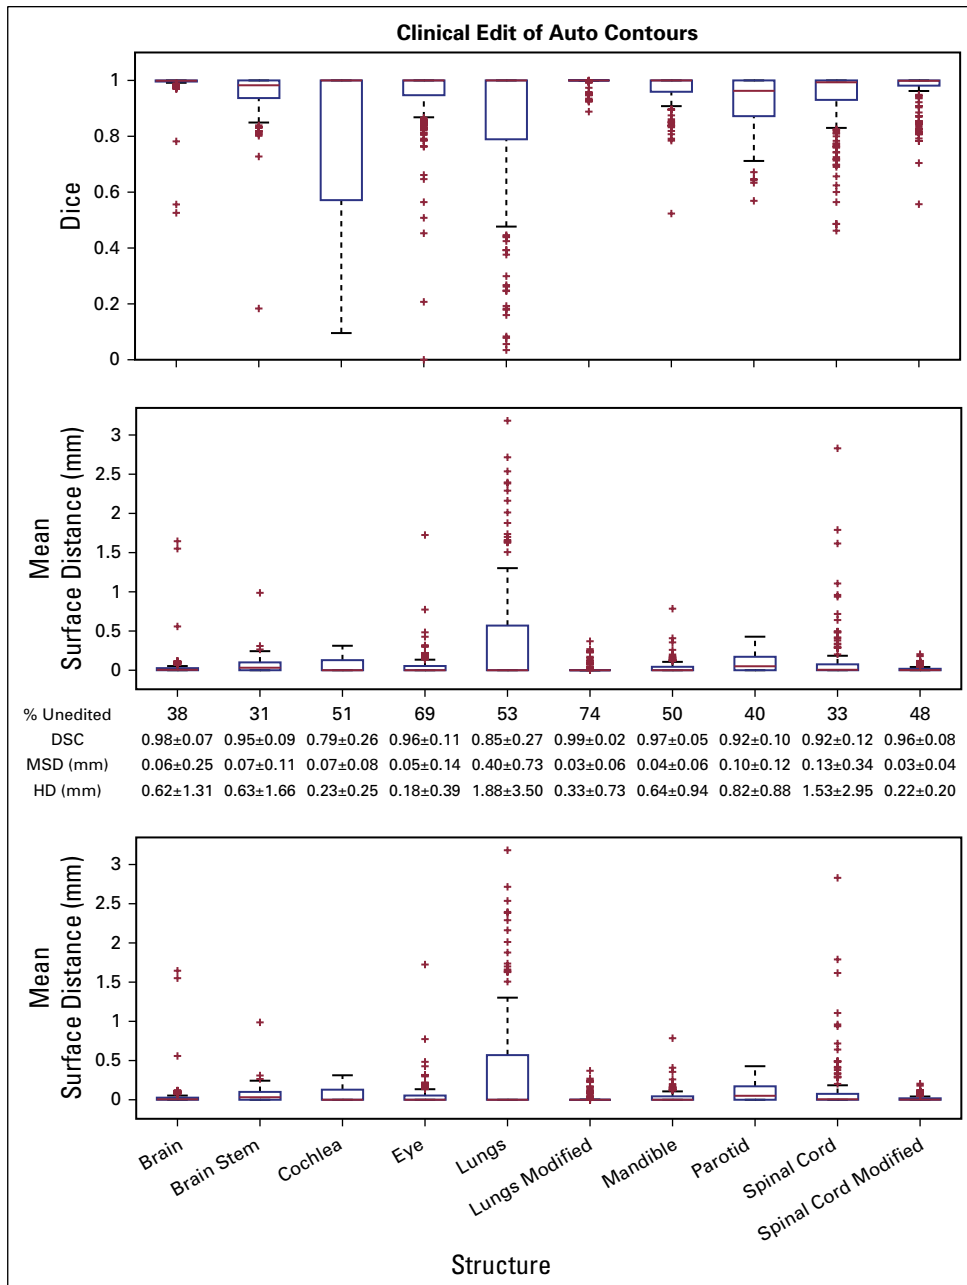 Clinical Edit of Auto Contours
1
0.8
0.6
0.4
0.2
0
Dice
3
2.5
2
1.5
1
0.5
0
Mean
Surface Distance (mm)
% Unedited 38 31 51 69 53 74 50 40 33 48
DSC 0.98±0.07 0.95±0.09 0.79±0.26 0.96±0.11 0.85±0.27 0.99±0.02 0.97±0.05 0.92±0.10 0.92±0.12 0.96±0.08
MSD (mm) 0.06±0.25 0.07±0.11 0.07±0.08 0.05±0.14 0.40±0.73 0.03±0.06 0.04±0.06 0.10±0.12 0.13±0.34 0.03±0.04
HD (mm) 0.62±1.31 0.63±1.66 0.23±0.25 0.18±0.39 1.88±3.50 0.33±0.73 0.64±0.94 0.82±0.88 1.53±2.95 0.22±0.20
3
2.5
2
1.5
1
0.5
0
Mean
Surface Distance (mm)
Brain
Brain Stem
Cochlea
Eye
Lungs
Lungs Modified
Mandible
Parotid
Spinal Cord
Spinal Cord Modified
Structure